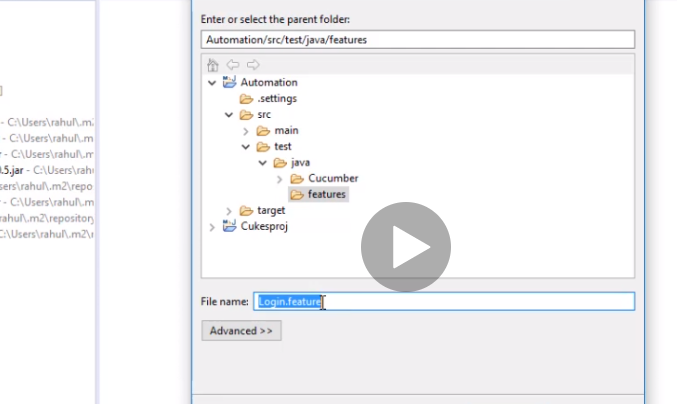 Enter or select the parent folder:
Automation/src/test/java/features
Automation
.settings
src
main
test
java
Cucumber
features
target
Cukesproj
File name: Login.feature
Advanced >>
]
- C:\Users\rahul\.m
- C:\Users\rahul\.m
- C:\Users\rahul\.m
.5.jar - C:\Users\rah
sers\rahul\.m2\repo
- C:\Users\rahul\.m
rahul\.m2\repository
C:\Users\rahul\.m2\r